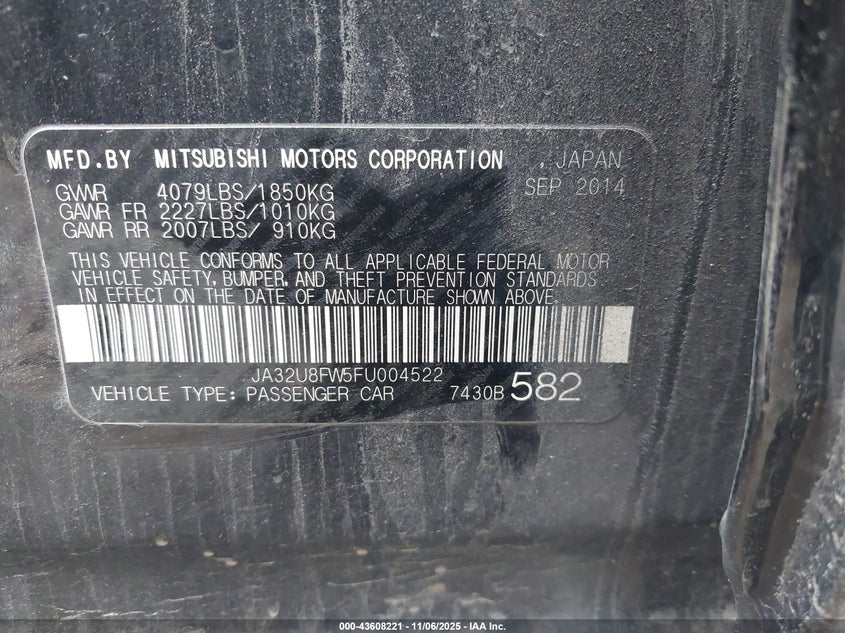 MFD.BY MITSUBISHI MOTORS CORPORATION , JAPAN
SEP 2014
GVWR 4079LBS/1850KG
GAWR FR 2227LBS/1010KG
GAWR RR 2007LBS/ 910KG
THIS VEHICLE CONFORMS TO ALL APPLICABLE FEDERAL MOTOR
VEHICLE SAFETY, BUMPER, AND THEFT PREVENTION STANDARDS
IN EFFECT ON THE DATE OF MANUFACTURE SHOWN ABOVE.
JA32U8FW5FU004522
VEHICLE TYPE: PASSENGER CAR 7430B 582
000-43608221 - 11/06/2025 - IAA Inc.